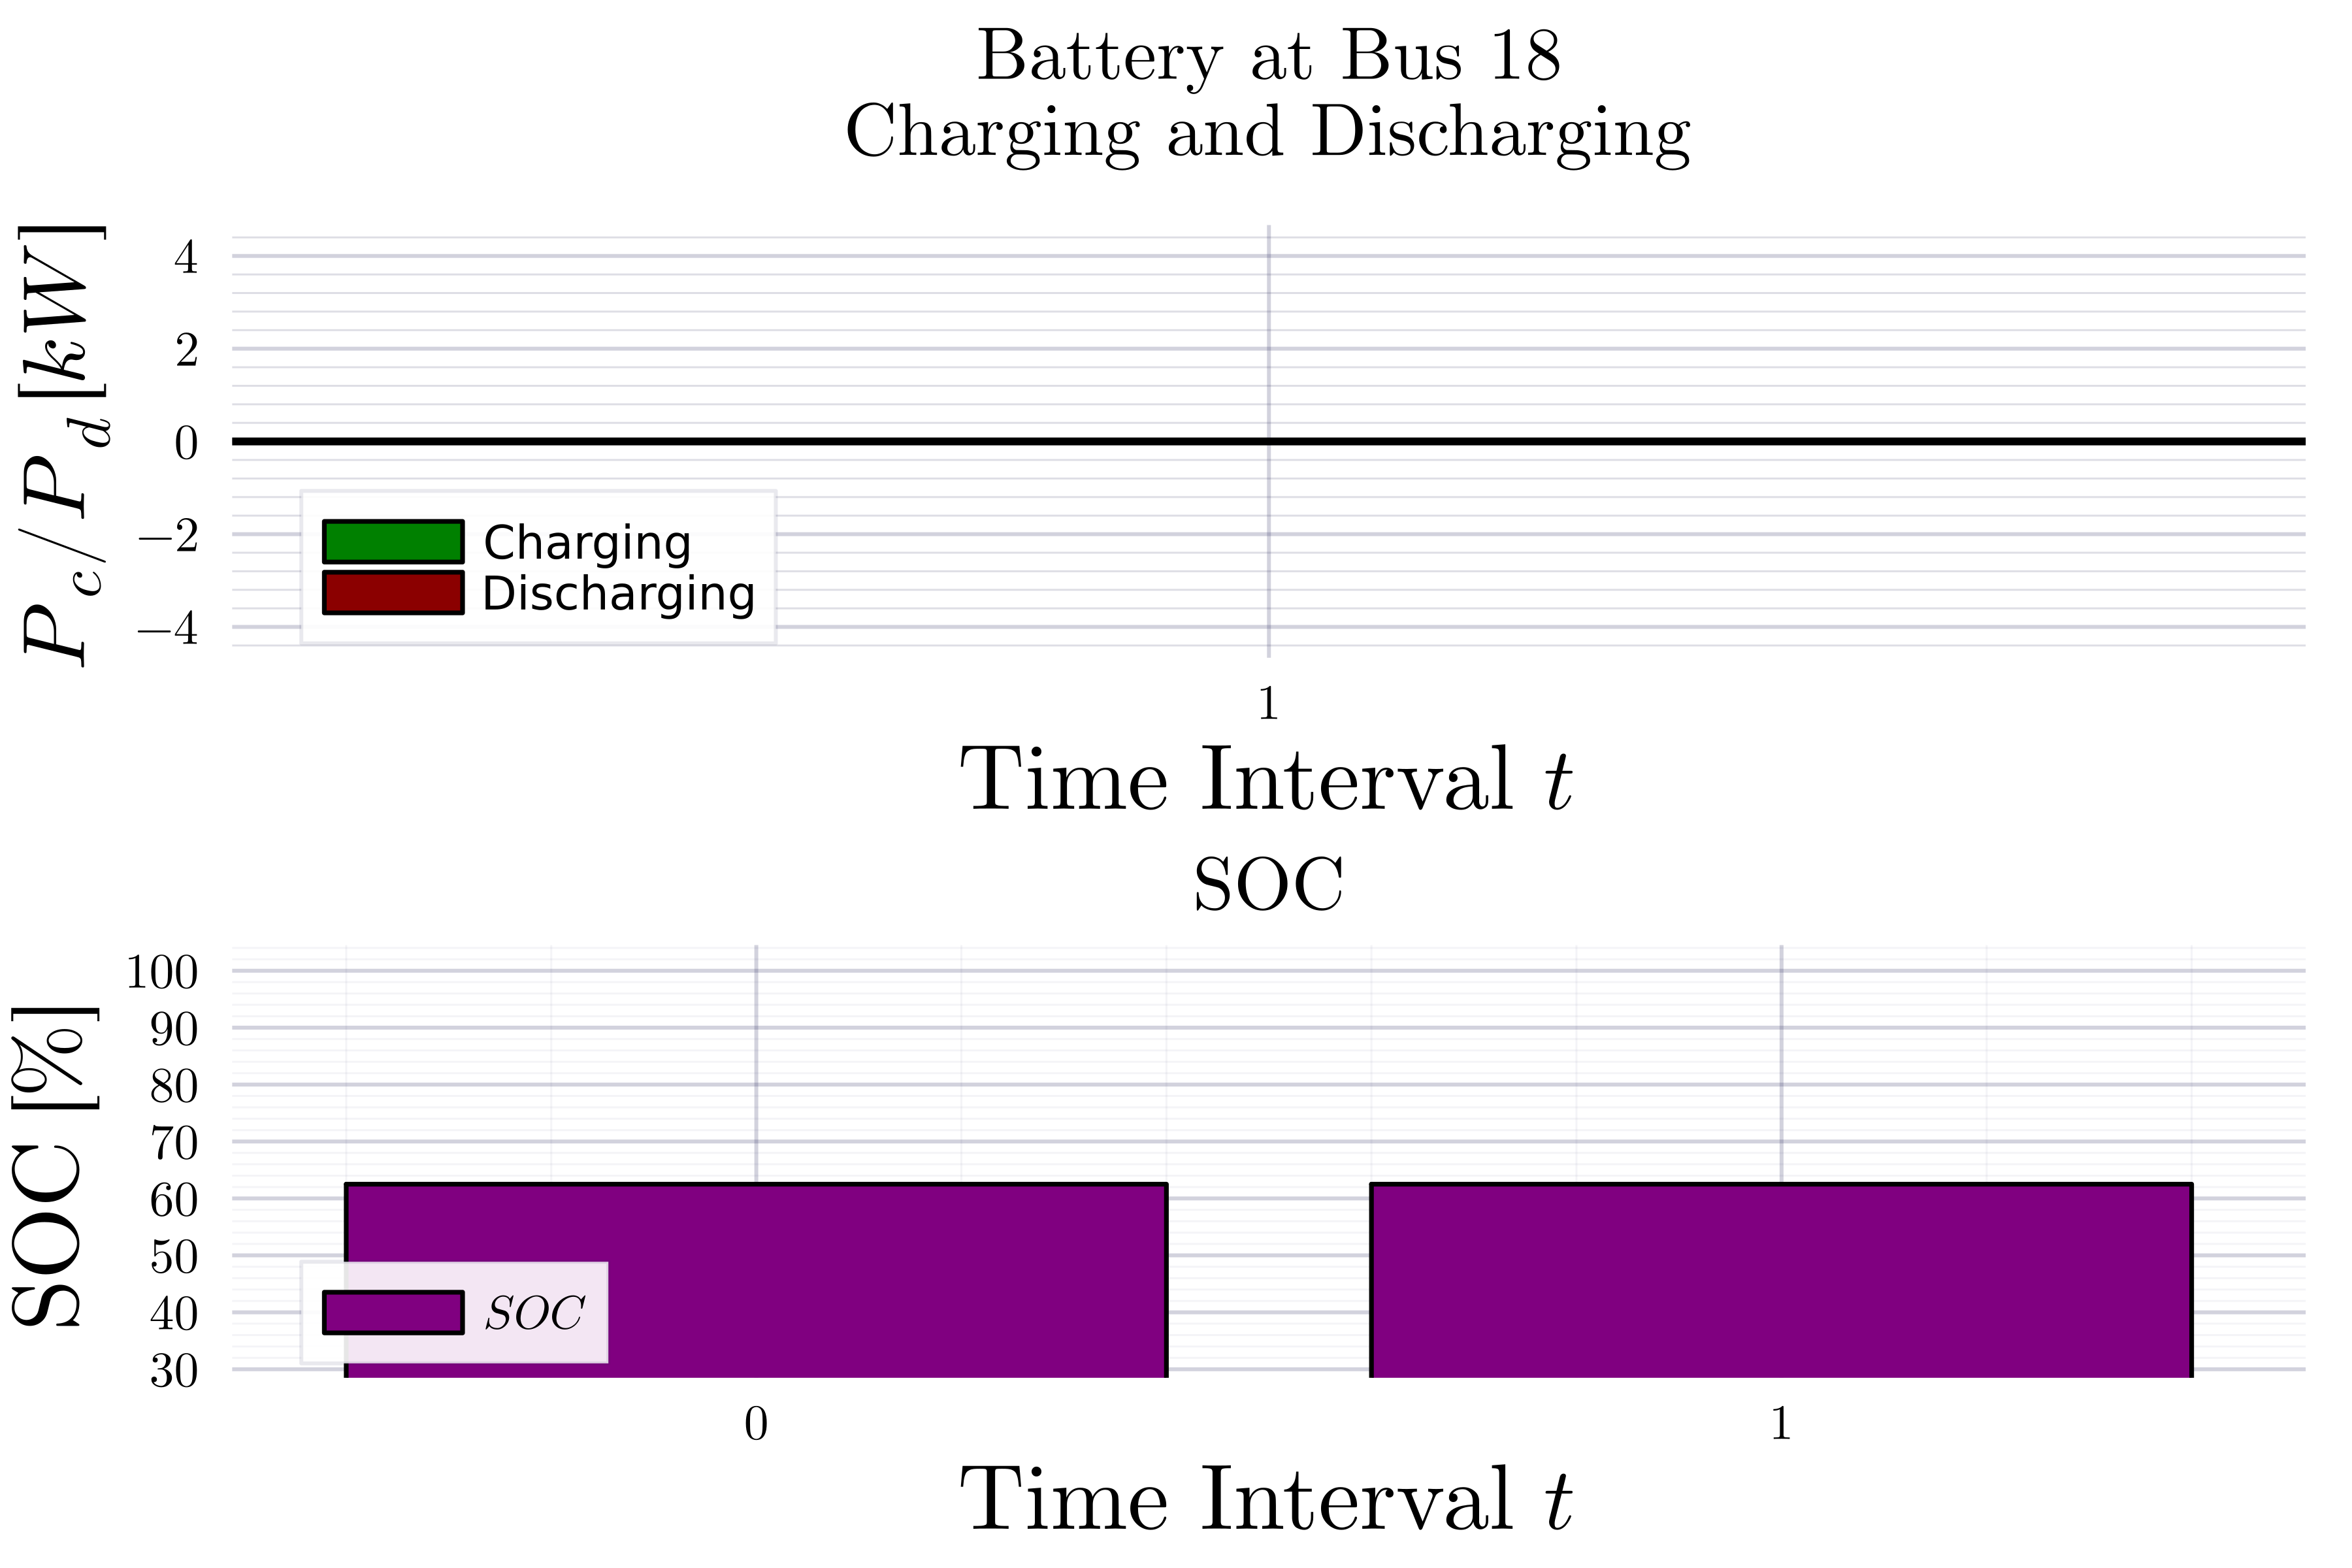 Battery at Bus 18
Charging and Discharging
P_c/P_d [kW]
4
2
0
−2
−4
Charging
Discharging
1
Time Interval t
SOC
SOC [%]
100
90
80
70
60
50
40
30
SOC
0 1
Time Interval t